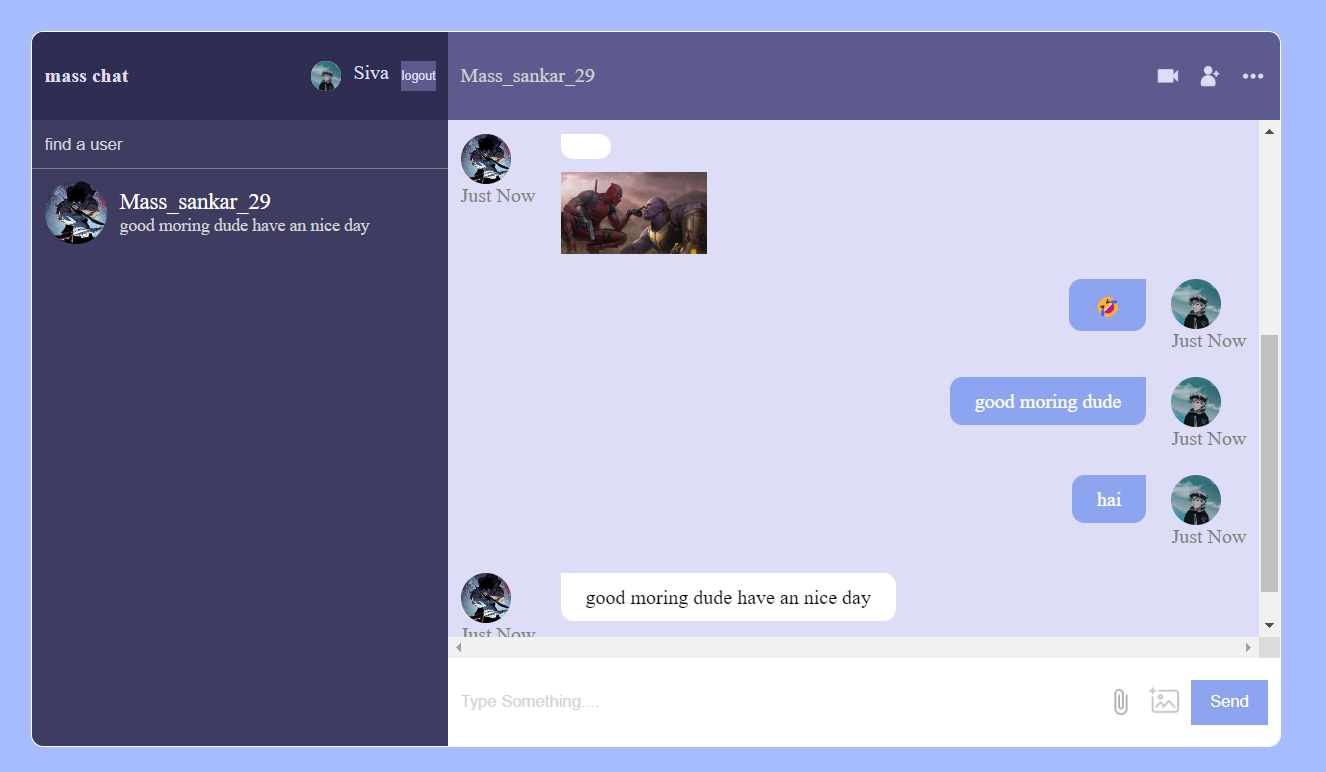 mass chat
Siva
logout
Mass_sankar_29
find a user
Mass_sankar_29
good moring dude have an nice day
Just Now
🤣
Just Now
good moring dude
Just Now
hai
Just Now
good moring dude have an nice day
Just Now
Type Something....
Send